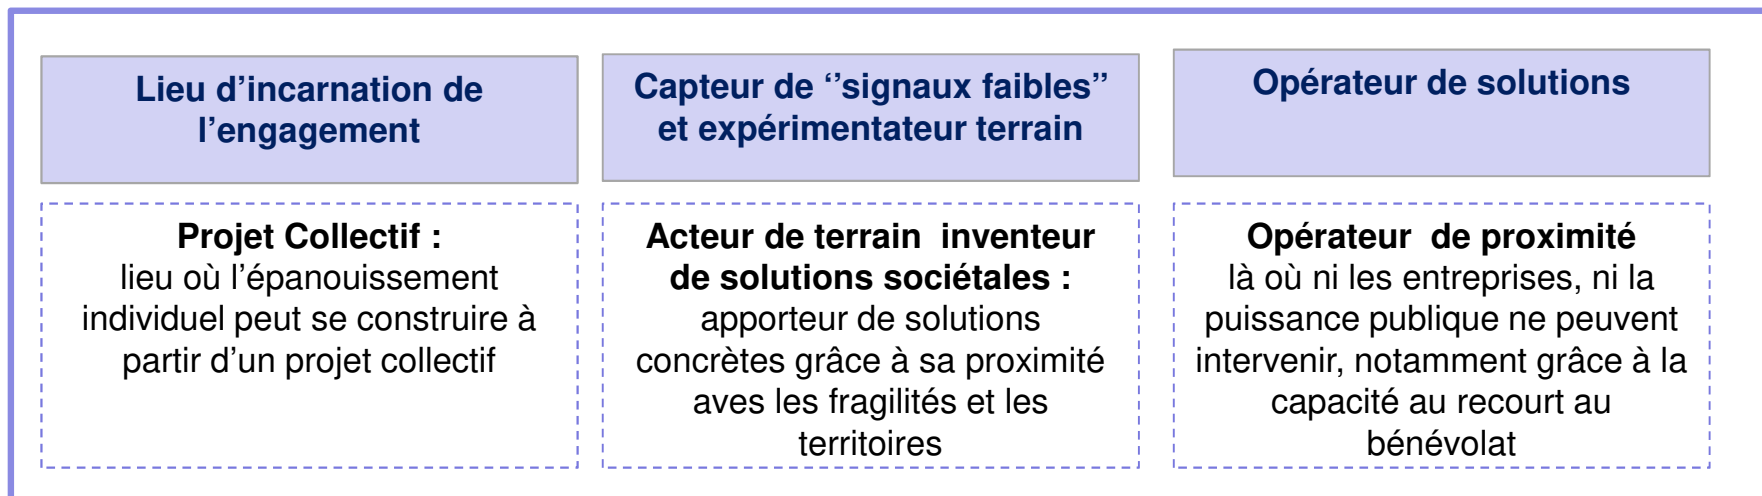 Lieu d’incarnation de
l’engagement
Projet Collectif :
lieu où l’épanouissement
individuel peut se construire à
partir d’un projet collectif
Capteur de ‘’signaux faibles’’
et expérimentateur terrain
Acteur de terrain  inventeur
de solutions sociétales :
apporteur de solutions
concrètes grâce à sa proximité
aves les fragilités et les
territoires
Opérateur de solutions
Opérateur  de proximité
là où ni les entreprises, ni la
puissance publique ne peuvent
intervenir, notamment grâce à la
capacité au recourt au
bénévolat